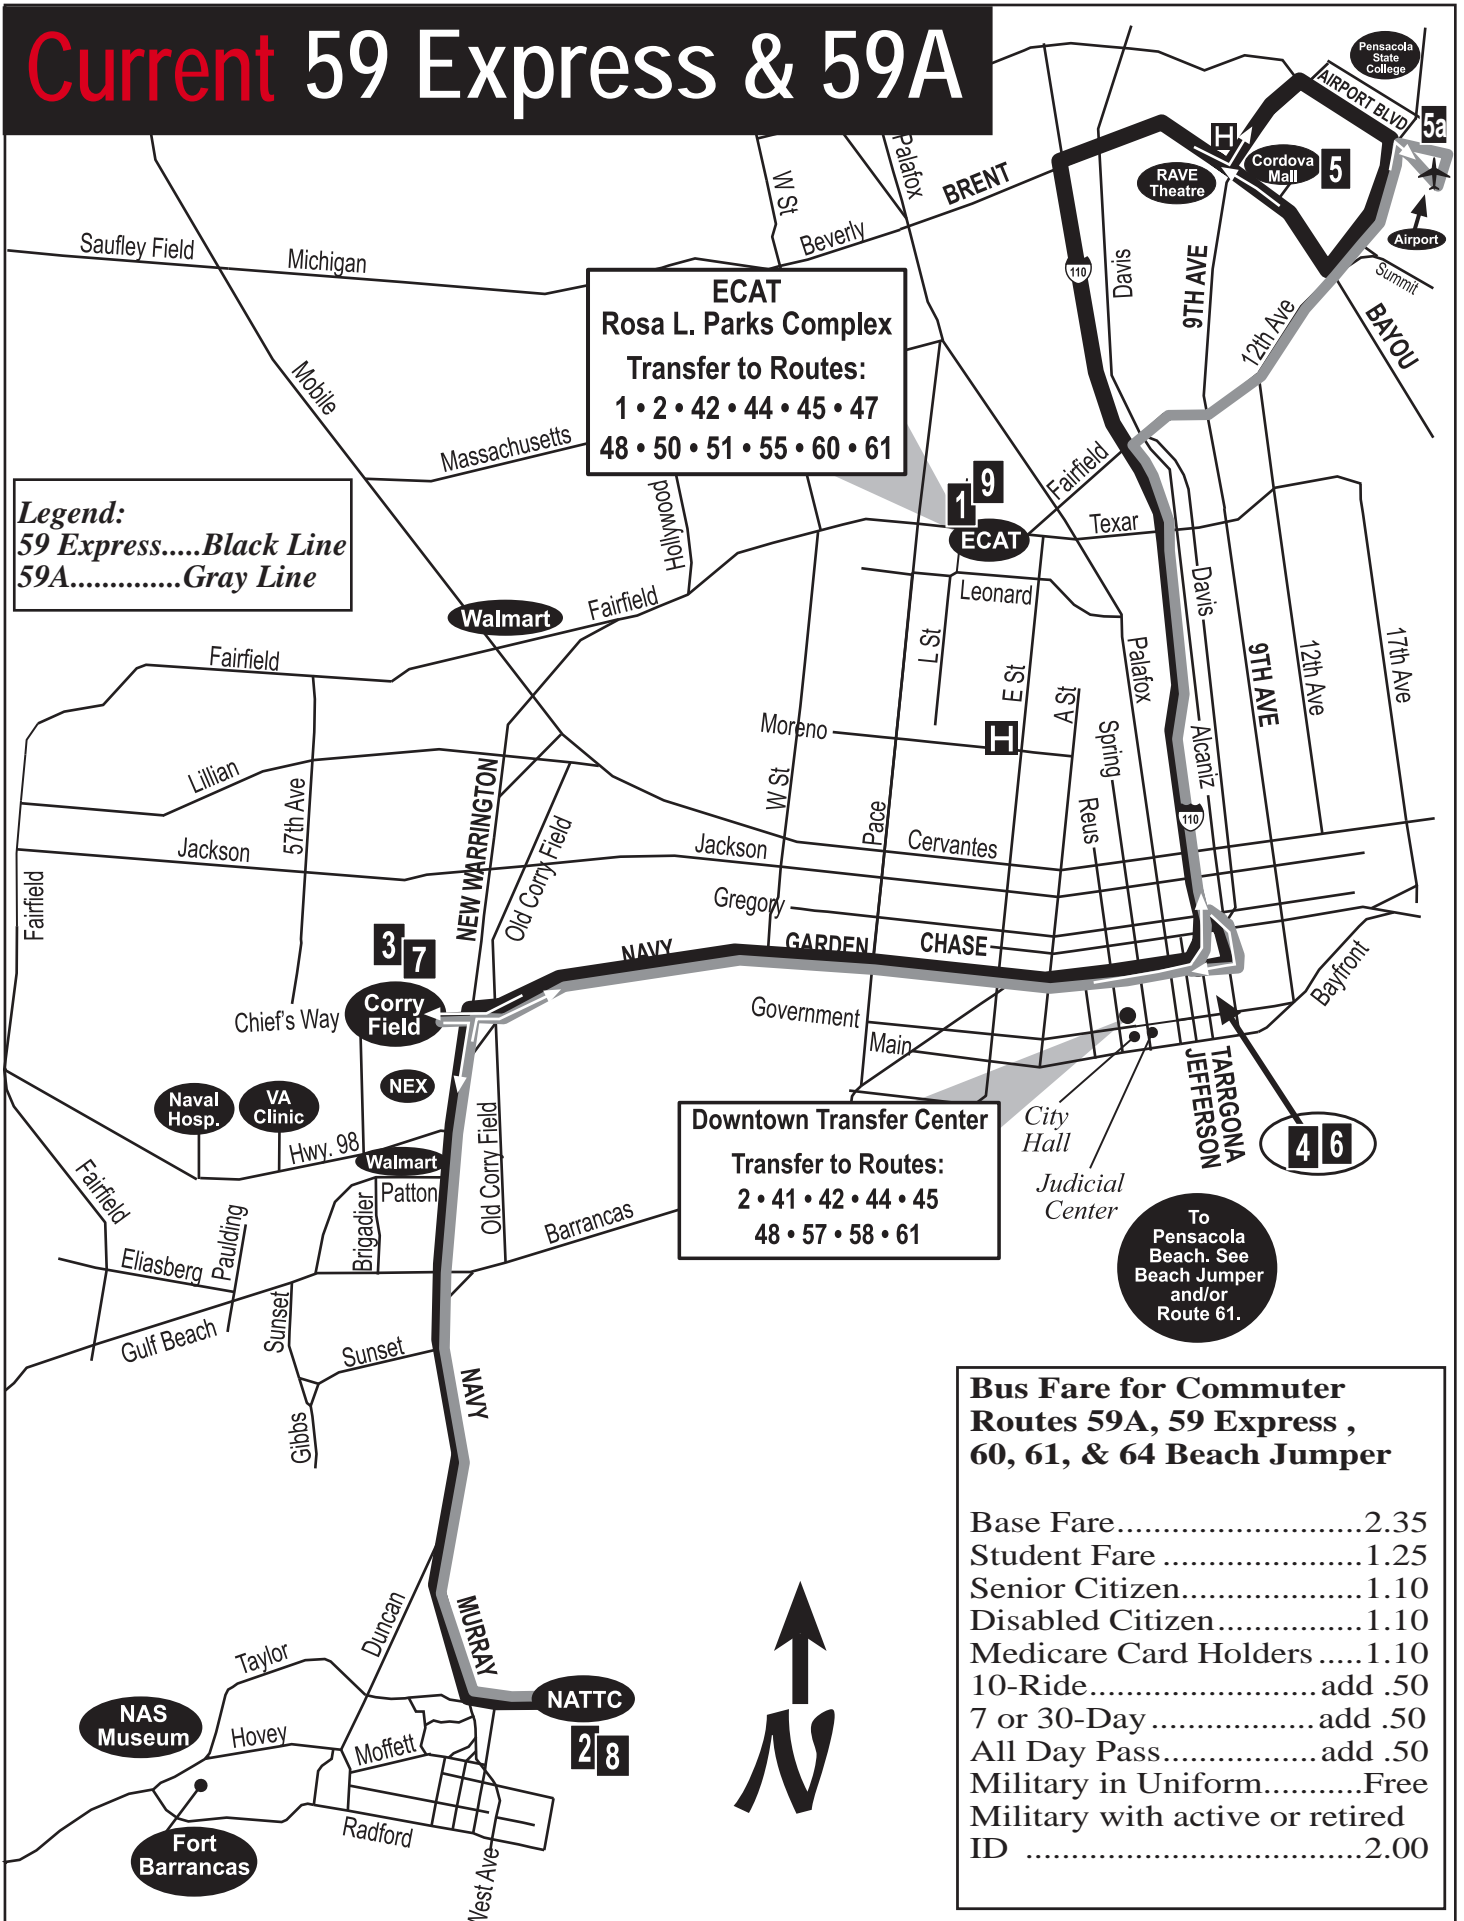 Current 59 Express & 59A
Pensacola
State
College
AIRPORT BLVD
5a
H
Cordova
Mall
5
RAVE
Theatre
Airport
Palafox
W St
BRENT
Beverly
Saufley Field
Michigan
110
Davis
9TH AVE
12th Ave
Summit
BAYOU
ECAT
Rosa L. Parks Complex
Transfer to Routes:
1 • 2 • 42 • 44 • 45 • 47
48 • 50 • 51 • 55 • 60 • 61
Mobile
Massachusetts
Hollywood
Legend:
59 Express.....Black Line
59A..............Gray Line
1
9
ECAT
Fairfield
Texar
Leonard
Walmart
Fairfield
Fairfield
L St
E St
A St
Palafox
Davis
9TH AVE
12th Ave
17th Ave
Moreno
H
Spring
Alcaniz
Lillian
57th Ave
NEW WARRINGTON
W St
Pace
Reus
110
Old Corry Field
Jackson
Jackson
Cervantes
Fairfield
Gregory
3
7
NAVY
GARDEN
CHASE
Bayfront
Corry
Field
Chief's Way
Government
Main
NEX
Naval
Hosp.
VA
Clinic
Hwy. 98
Walmart
Old Corry Field
TARRGONA
JEFFERSON
Downtown Transfer Center
Transfer to Routes:
2 • 41 • 42 • 44 • 45
48 • 57 • 58 • 61
City
Hall
Judicial
Center
4
6
Fairfield
Patton
Brigadier
Paulding
Eliasberg
Barrancas
To
Pensacola
Beach. See
Beach Jumper
and/or
Route 61.
Gulf Beach
Sunset
Sunset
Gibbs
NAVY
Bus Fare for Commuter
Routes 59A, 59 Express ,
60, 61, & 64 Beach Jumper
Base Fare...........................2.35
Student Fare ......................1.25
Senior Citizen....................1.10
Disabled Citizen................1.10
Medicare Card Holders .....1.10
10-Ride.........................add .50
7 or 30-Day ..................add .50
All Day Pass.................add .50
Military in Uniform...........Free
Military with active or retired
ID .....................................2.00
Duncan
MURRAY
Taylor
NATTC
NAS
Museum
Hovey
Moffett
2
8
N
Radford
Fort
Barrancas
West Ave